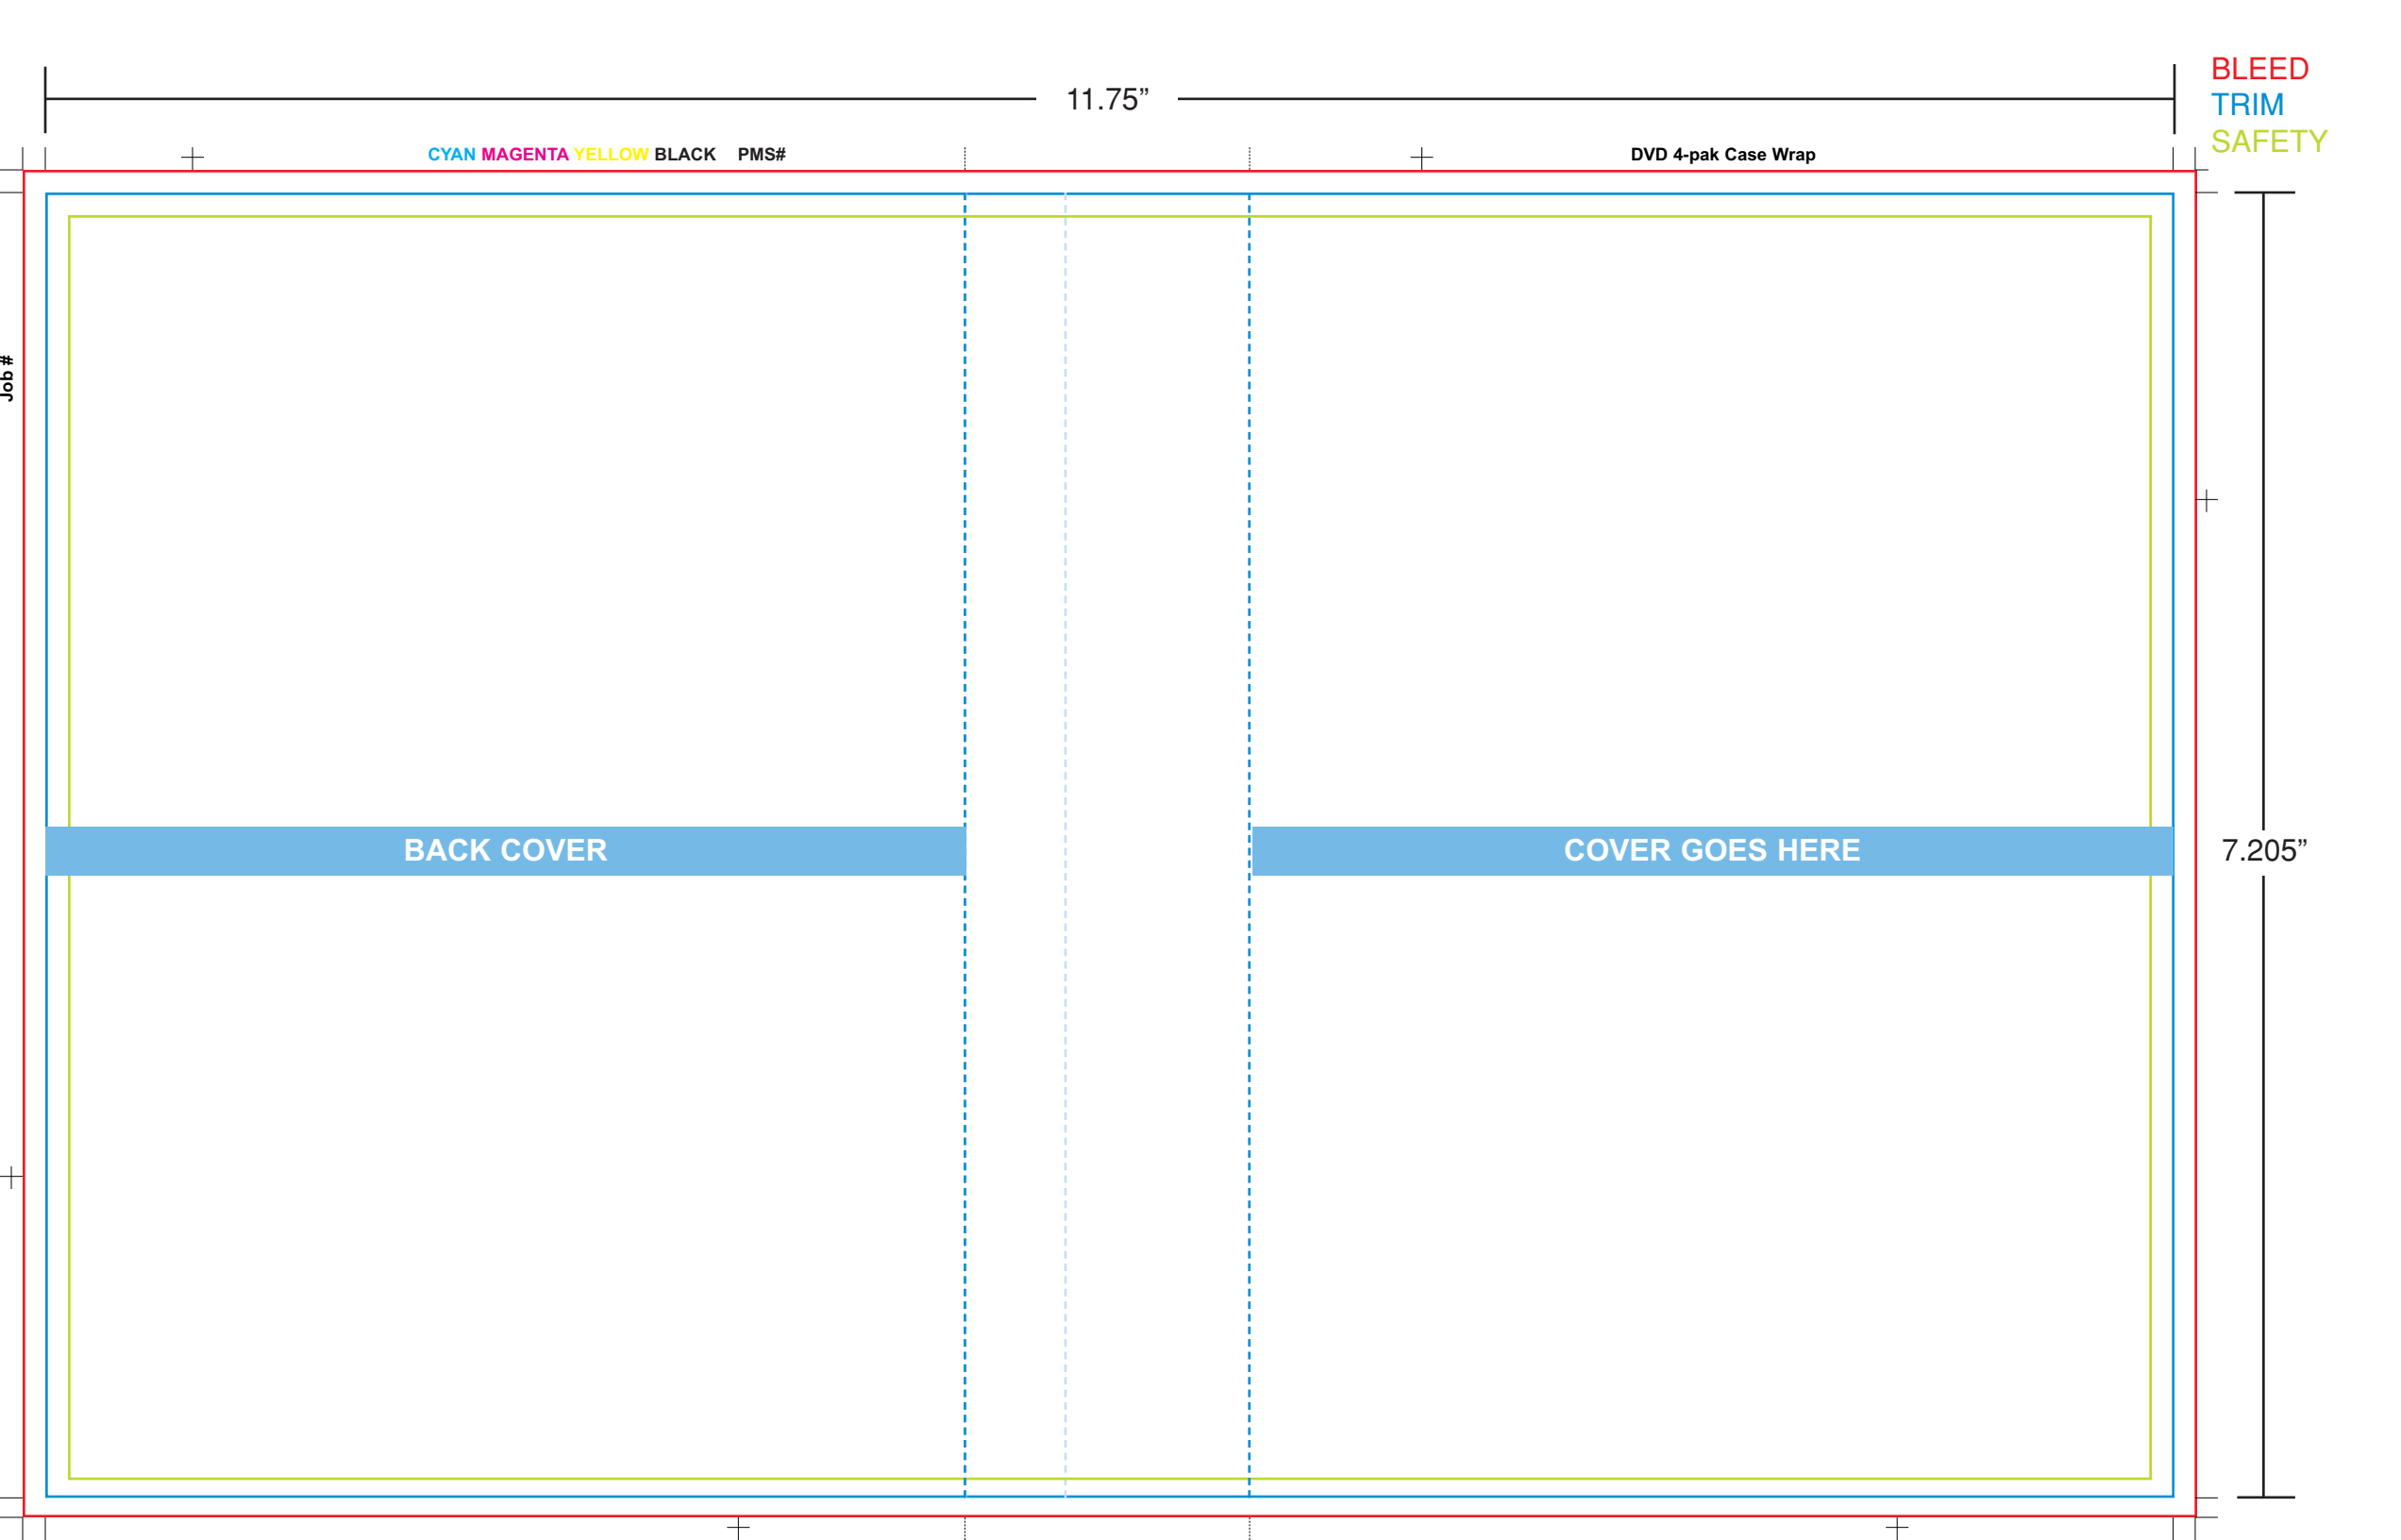 BLEED
11.75”
TRIM
SAFETY
CYAN MAGENTA YELLOW BLACK PMS#
DVD 4-pak Case Wrap
Job #
BACK COVER
COVER GOES HERE
7.205”